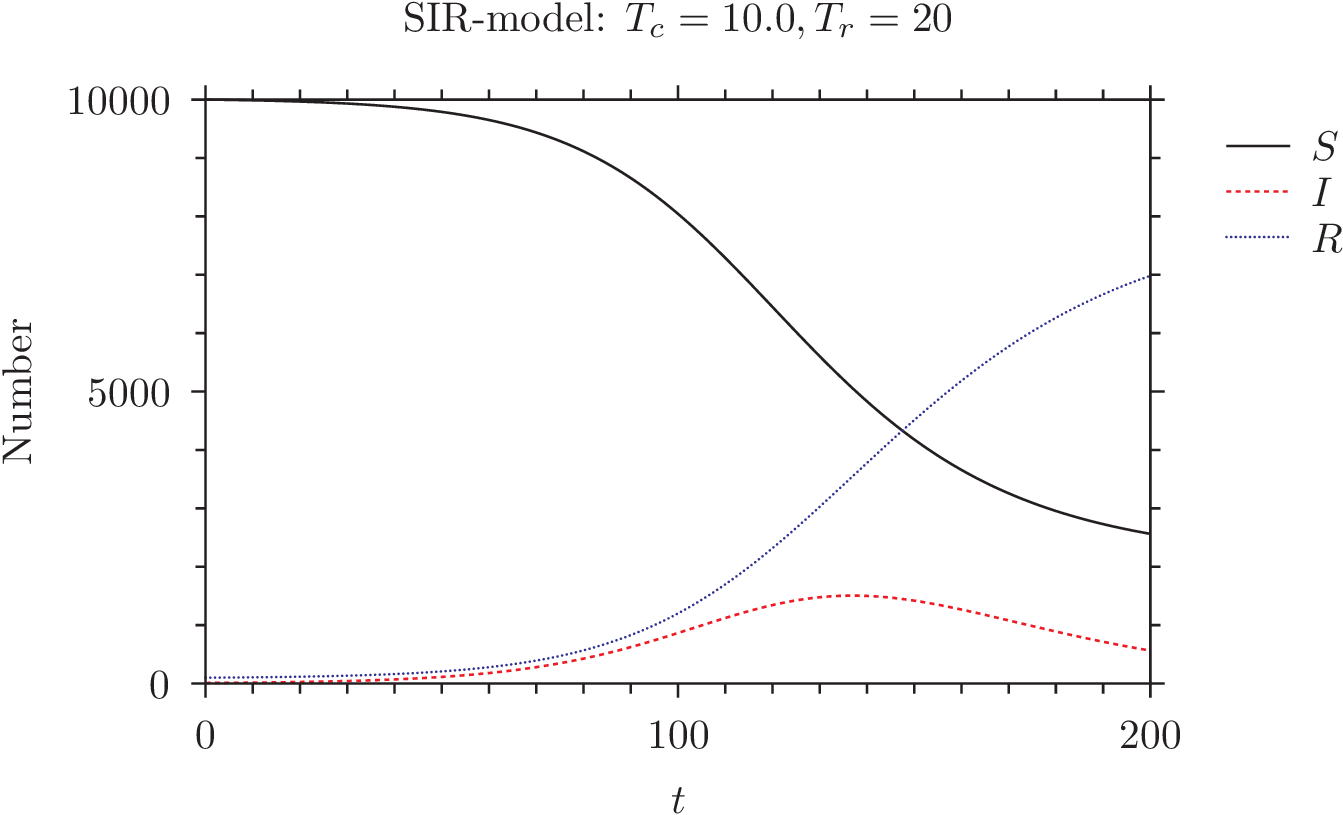 SIR-model: T_c = 10.0, T_r = 20
10000
5000
0
Number
0 100 200
t
S
I
R